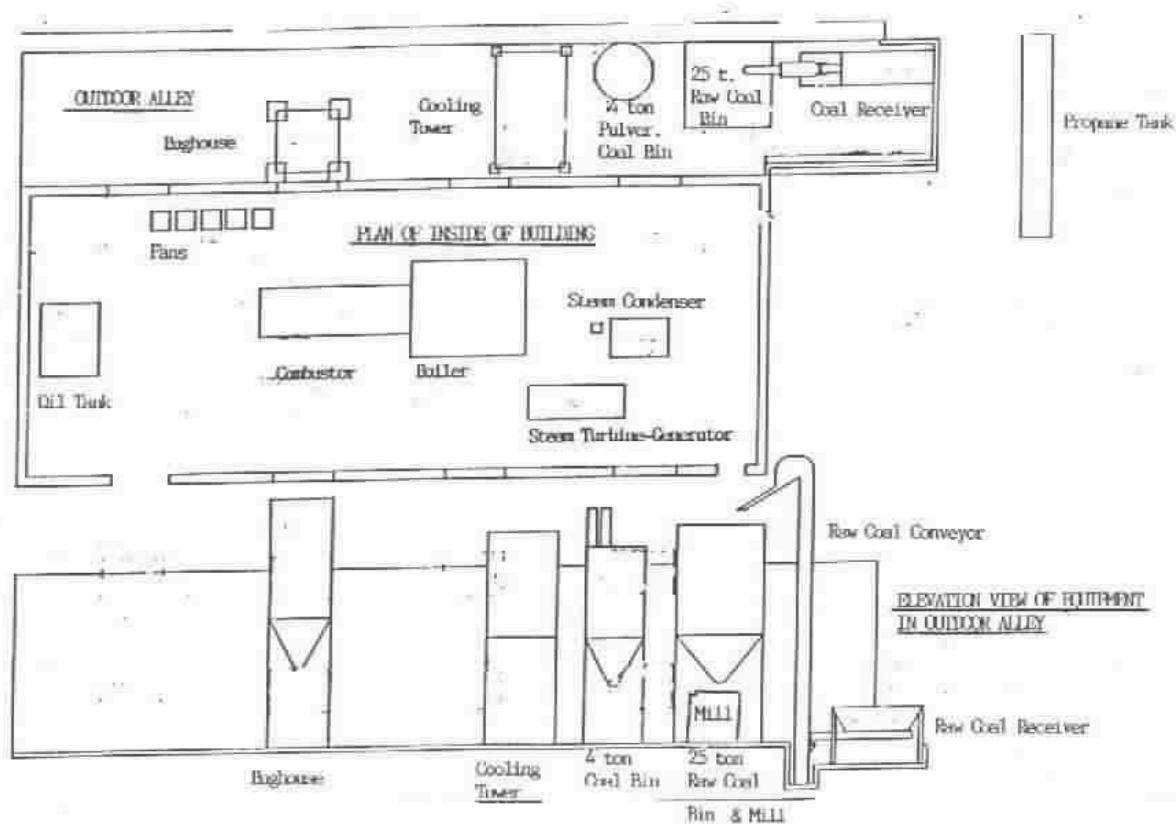 OUTDOOR ALLEY
Baghouse
Cooling
Tower
4 ton
Pulver.
Coal Bin
25 t.
Raw Coal
Bin
Coal Receiver
Propane Tank
Fans
PLAN OF INSIDE OF BUILDING
Steam Condenser
Combustor
Boiler
Oil Tank
Steam Turbine-Generator
Raw Coal Conveyor
ELEVATION VIEW OF EQUIPMENT
IN OUTDOOR ALLEY
Mill
Raw Coal Receiver
Baghouse
Cooling
Tower
4 ton
Coal Bin
25 ton
Raw Coal
Bin & Mill